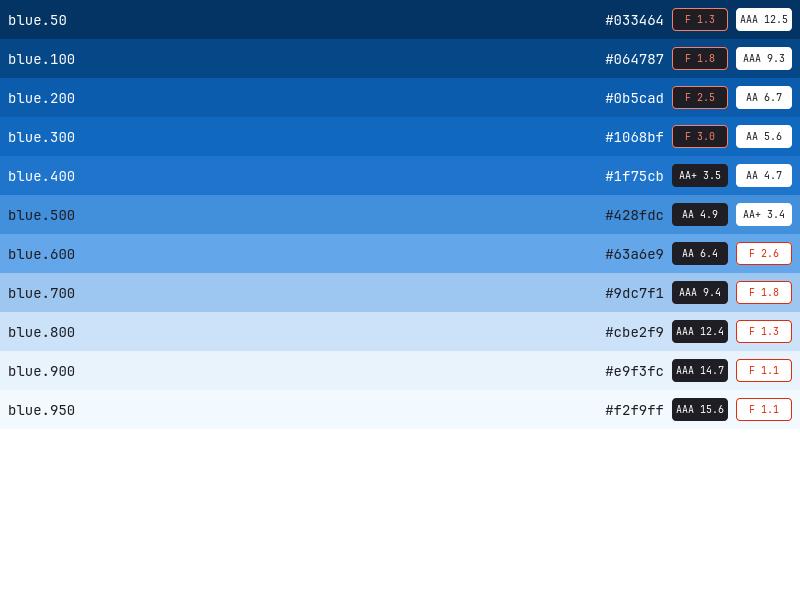 blue.50 #033464 F 1.3 AAA 12.5
blue.100 #064787 F 1.8 AAA 9.3
blue.200 #0b5cad F 2.5 AA 6.7
blue.300 #1068bf F 3.0 AA 5.6
blue.400 #1f75cb AA+ 3.5 AA 4.7
blue.500 #428fdc AA 4.9 AA+ 3.4
blue.600 #63a6e9 AA 6.4 F 2.6
blue.700 #9dc7f1 AAA 9.4 F 1.8
blue.800 #cbe2f9 AAA 12.4 F 1.3
blue.900 #e9f3fc AAA 14.7 F 1.1
blue.950 #f2f9ff AAA 15.6 F 1.1